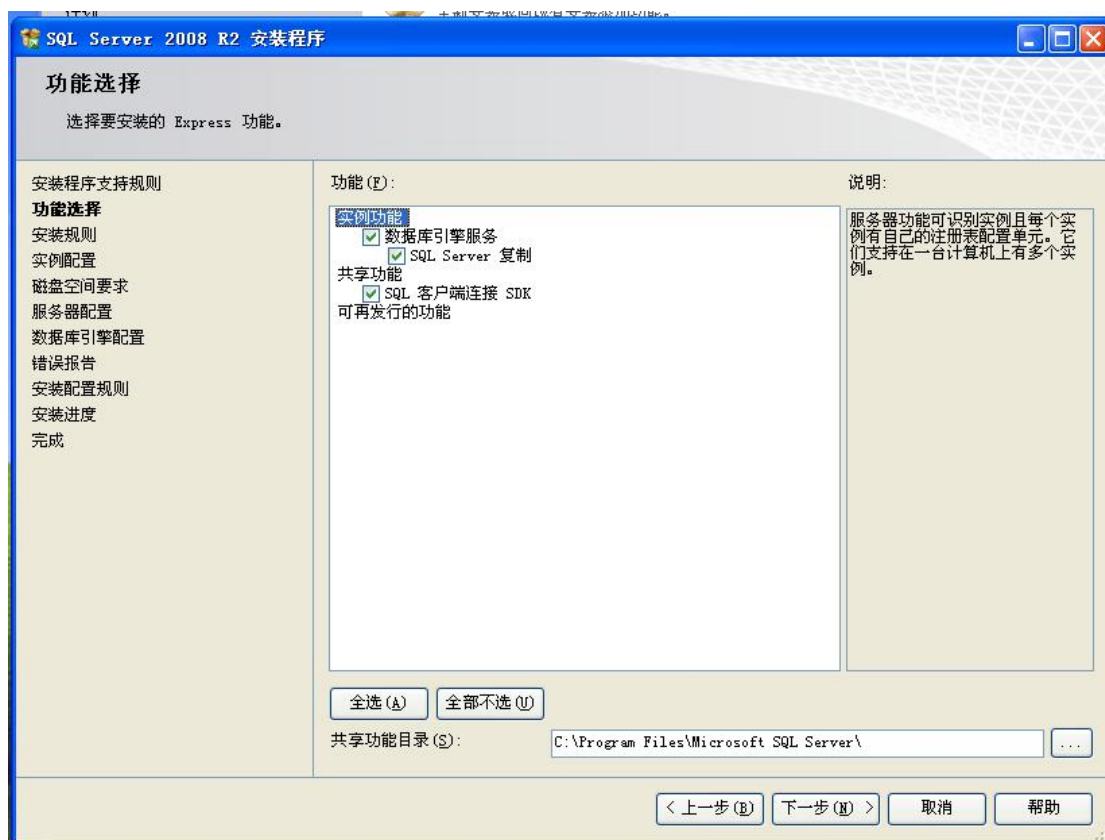 SQL Server 2008 R2 安装程序
功能选择
选择要安装的 Express 功能。
安装程序支持规则
功能选择
安装规则
实例配置
磁盘空间要求
服务器配置
数据库引擎配置
错误报告
安装配置规则
安装进度
完成
功能(F):
实例功能
数据库引擎服务
SQL Server 复制
共享功能
SQL 客户端连接 SDK
可再发行的功能
说明:
服务器功能可识别实例且每个实
例有自己的注册表配置单元。它
们支持在一台计算机上有多个实
例。
全选(A)
全部不选(U)
共享功能目录(S):
C:\Program Files\Microsoft SQL Server\
...
< 上一步(B)
下一步(N) >
取消
帮助